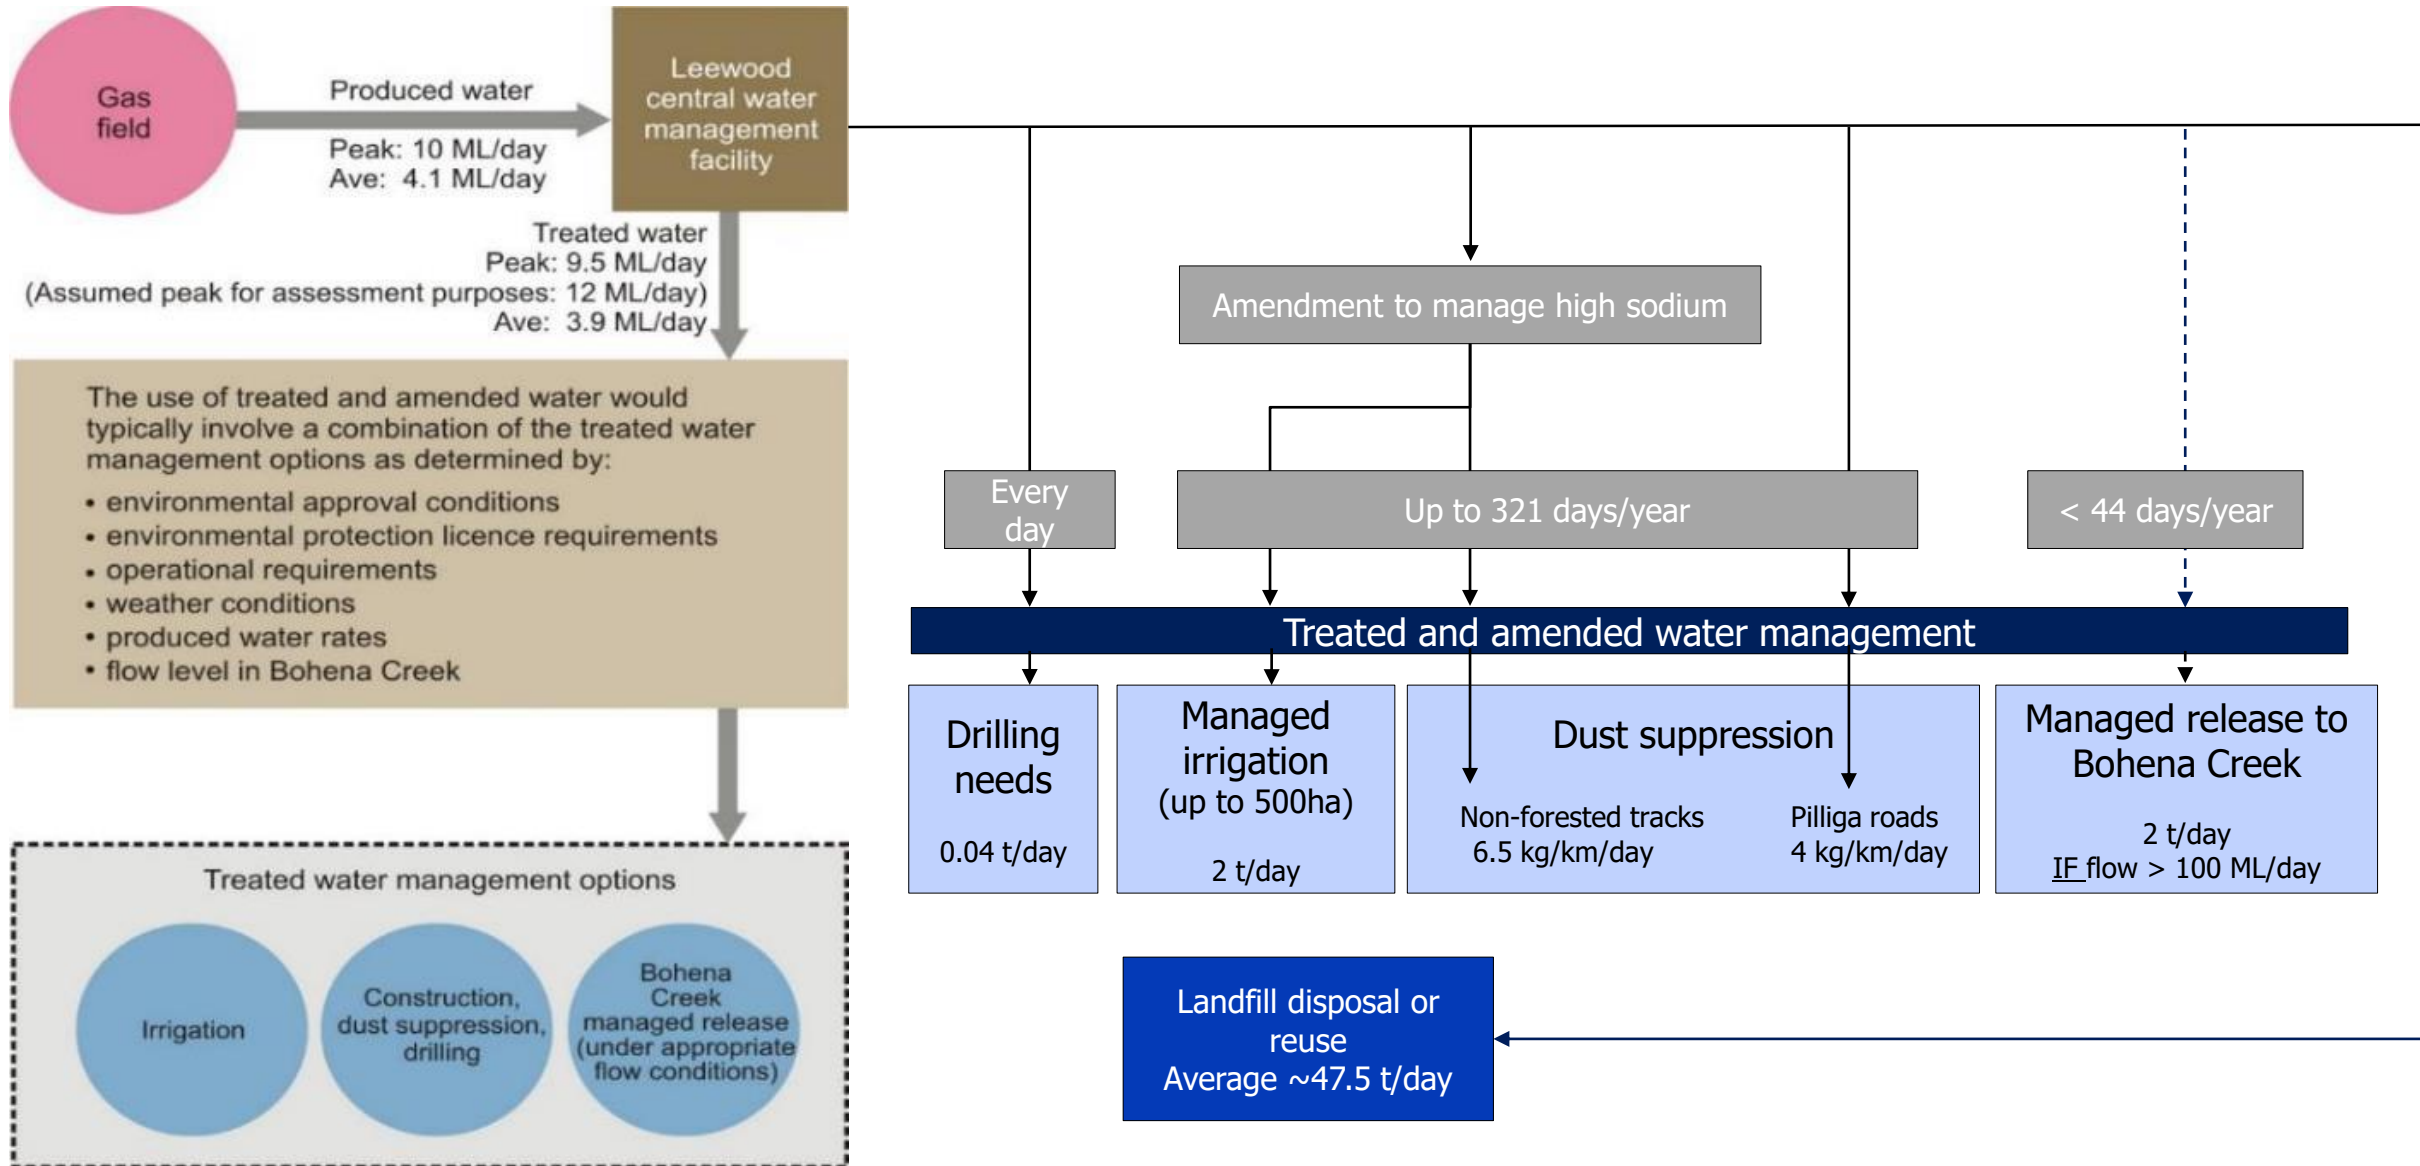 Gas
field
Produced water
Peak: 10 ML/day
Ave: 4.1 ML/day
Leewood
central water
management
facility
Treated water
Peak: 9.5 ML/day
(Assumed peak for assessment purposes: 12 ML/day)
Ave: 3.9 ML/day
The use of treated and amended water would
typically involve a combination of the treated water
management options as determined by:
• environmental approval conditions
• environmental protection licence requirements
• operational requirements
• weather conditions
• produced water rates
• flow level in Bohena Creek
Treated water management options
Irrigation
Construction,
dust suppression,
drilling
Bohena
Creek
managed release
(under appropriate
flow conditions)
Amendment to manage high sodium
Every
day
Up to 321 days/year
< 44 days/year
Treated and amended water management
Drilling
needs
0.04 t/day
Managed
irrigation
(up to 500ha)
2 t/day
Dust suppression
Non-forested tracks
6.5 kg/km/day
Pilliga roads
4 kg/km/day
Managed release to
Bohena Creek
2 t/day
IF flow > 100 ML/day
Landfill disposal or
reuse
Average ~47.5 t/day